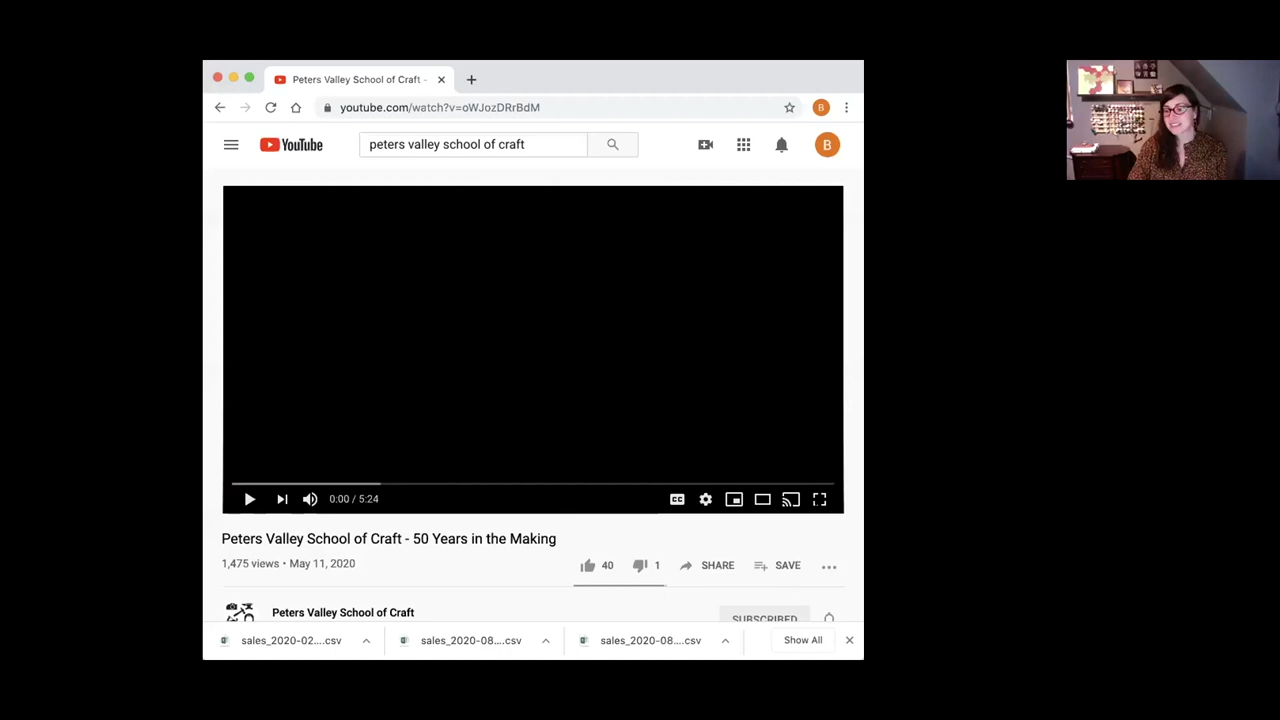 Peters Valley School of Craft -
youtube.com/watch?v=oWJozDRrBdM
B
YouTube
peters valley school of craft
B
0:00 / 5:24
CC
Peters Valley School of Craft - 50 Years in the Making
1,475 views • May 11, 2020
40
1
SHARE
SAVE
Peters Valley School of Craft
SUBSCRIBED
sales_2020-02....csv
sales_2020-08....csv
sales_2020-08....csv
Show All